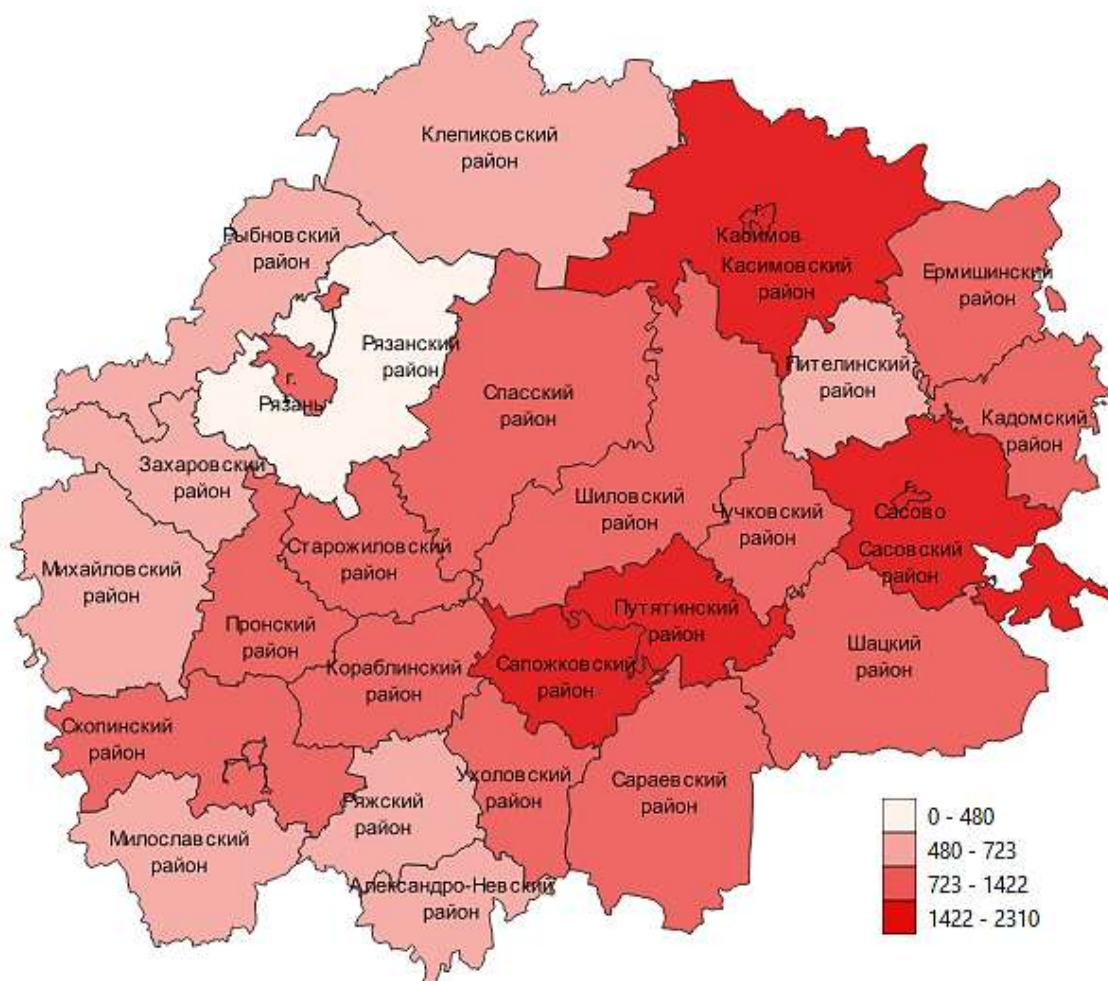 Клепиковский
район
Рыбновский
район
г.
Касимов
Касимовский
район
Ермишинский
район
Рязанский
район
г.
Рязань
Пителинский
район
Спасский
район
Кадомский
район
Захаровский
район
Шиловский
район
Чучковский
район
г.
Сасово
Сасовский
район
Старожиловский
район
Михайловский
район
Путятинский
район
Пронский
район
Шацкий
район
Кораблинский
район
Сапожковский
район
Скопинский
район
Ухоловский
район
Сараевский
район
Ряжский
район
Милославский
район
Александро-Невский
район
0 - 480
480 - 723
723 - 1422
1422 - 2310